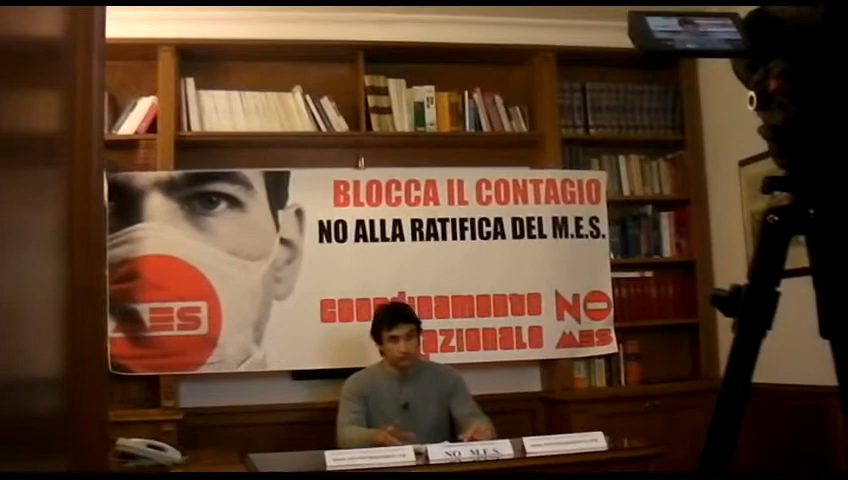 BLOCCA IL CONTAGIO
NO ALLA RATIFICA DEL M.E.S.
MES
coordinamento
nazionale
NO
MES
NO M.E.S.